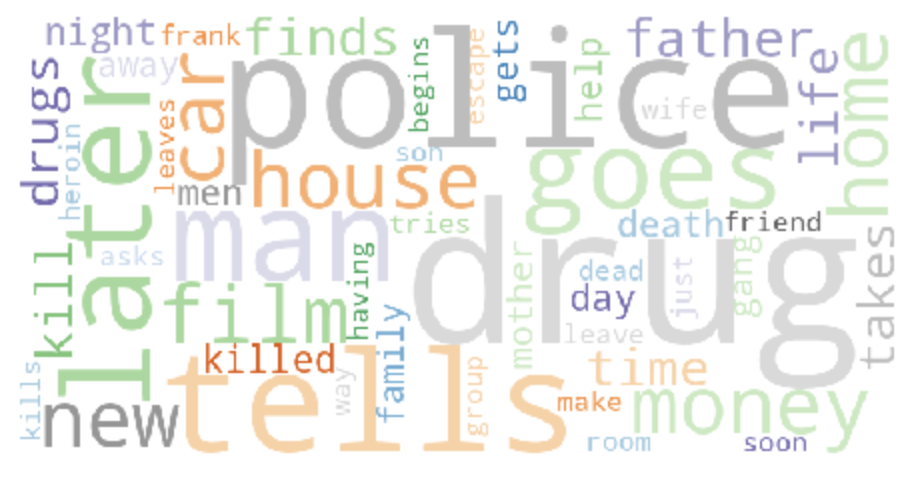 night
frank
finds
begins
escape
gets
help
father
life
home
drugs
away
later
car
police
wife
heroin
leaves
men
son
house
goes
man
tries
death
friend
drug
takes
kill
asks
film
having
mother
dead
day
just
gang
leave
killed
family
way
tells
group
time
make
money
kills
new
room
soon